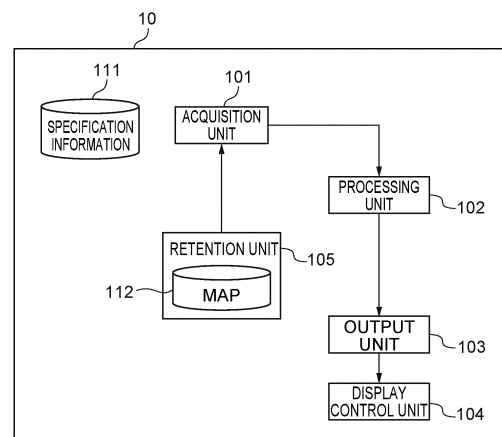 10
111
SPECIFICATION
INFORMATION
101
ACQUISITION
UNIT
PROCESSING
UNIT
102
RETENTION UNIT
105
112
MAP
OUTPUT
UNIT
103
DISPLAY
CONTROL UNIT
104